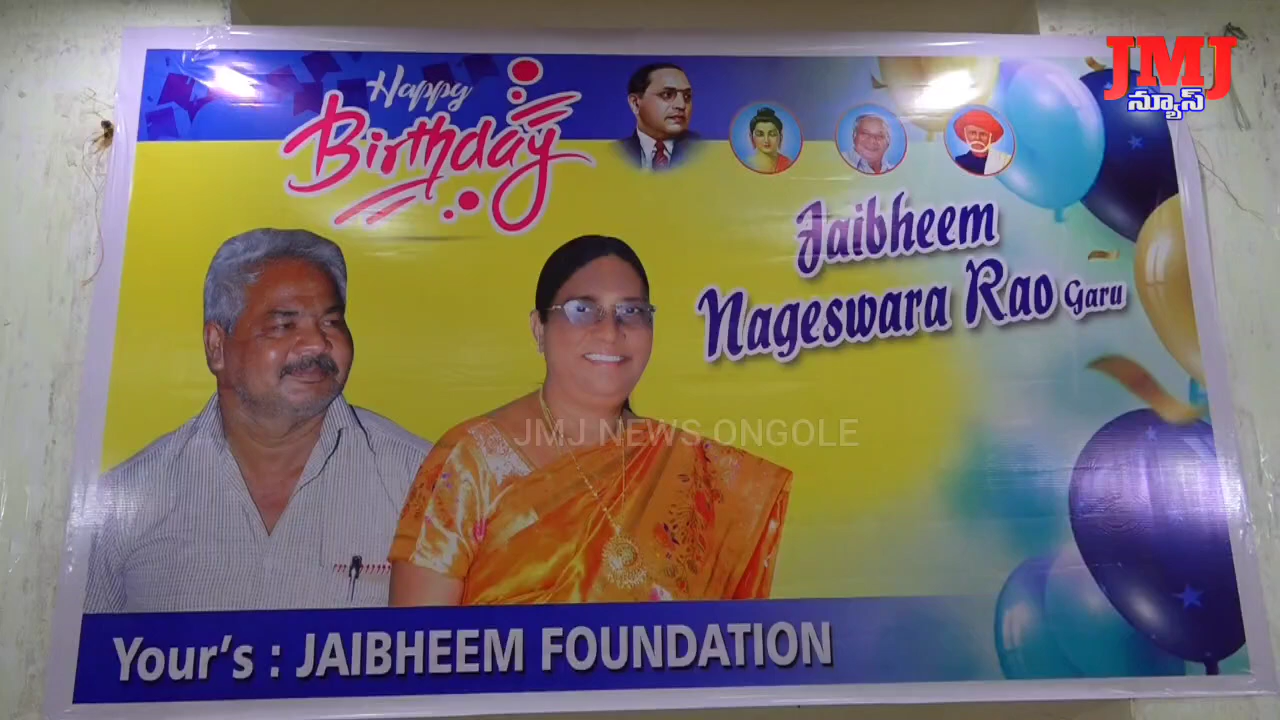 JMJ
న్యూస్
Happy
Birthday
Jaibheem
Nageswara Rao Garu
JMJ NEWS ONGOLE
Your's : JAIBHEEM FOUNDATION